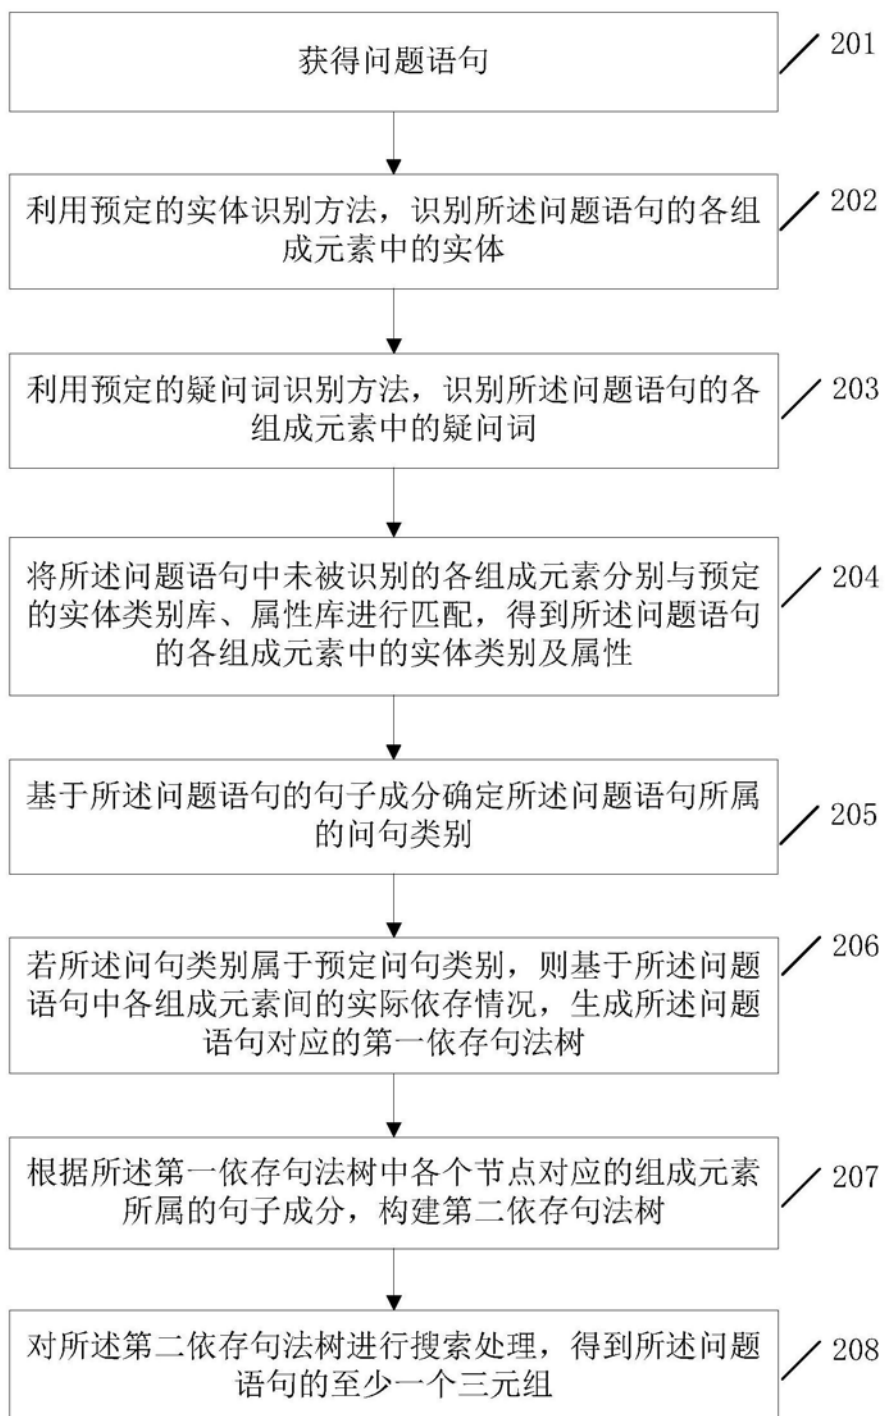 获得问题语句
201
利用预定的实体识别方法，识别所述问题语句的各组
成元素中的实体
202
利用预定的疑问词识别方法，识别所述问题语句的各
组成元素中的疑问词
203
将所述问题语句中未被识别的各组成元素分别与预定
的实体类别库、属性库进行匹配，得到所述问题语句
的各组成元素中的实体类别及属性
204
基于所述问题语句的句子成分确定所述问题语句所属
的问句类别
205
若所述问句类别属于预定问句类别，则基于所述问题
语句中各组成元素间的实际依存情况，生成所述问题
语句对应的第一依存句法树
206
根据所述第一依存句法树中各个节点对应的组成元素
所属的句子成分，构建第二依存句法树
207
对所述第二依存句法树进行搜索处理，得到所述问题
语句的至少一个三元组
208